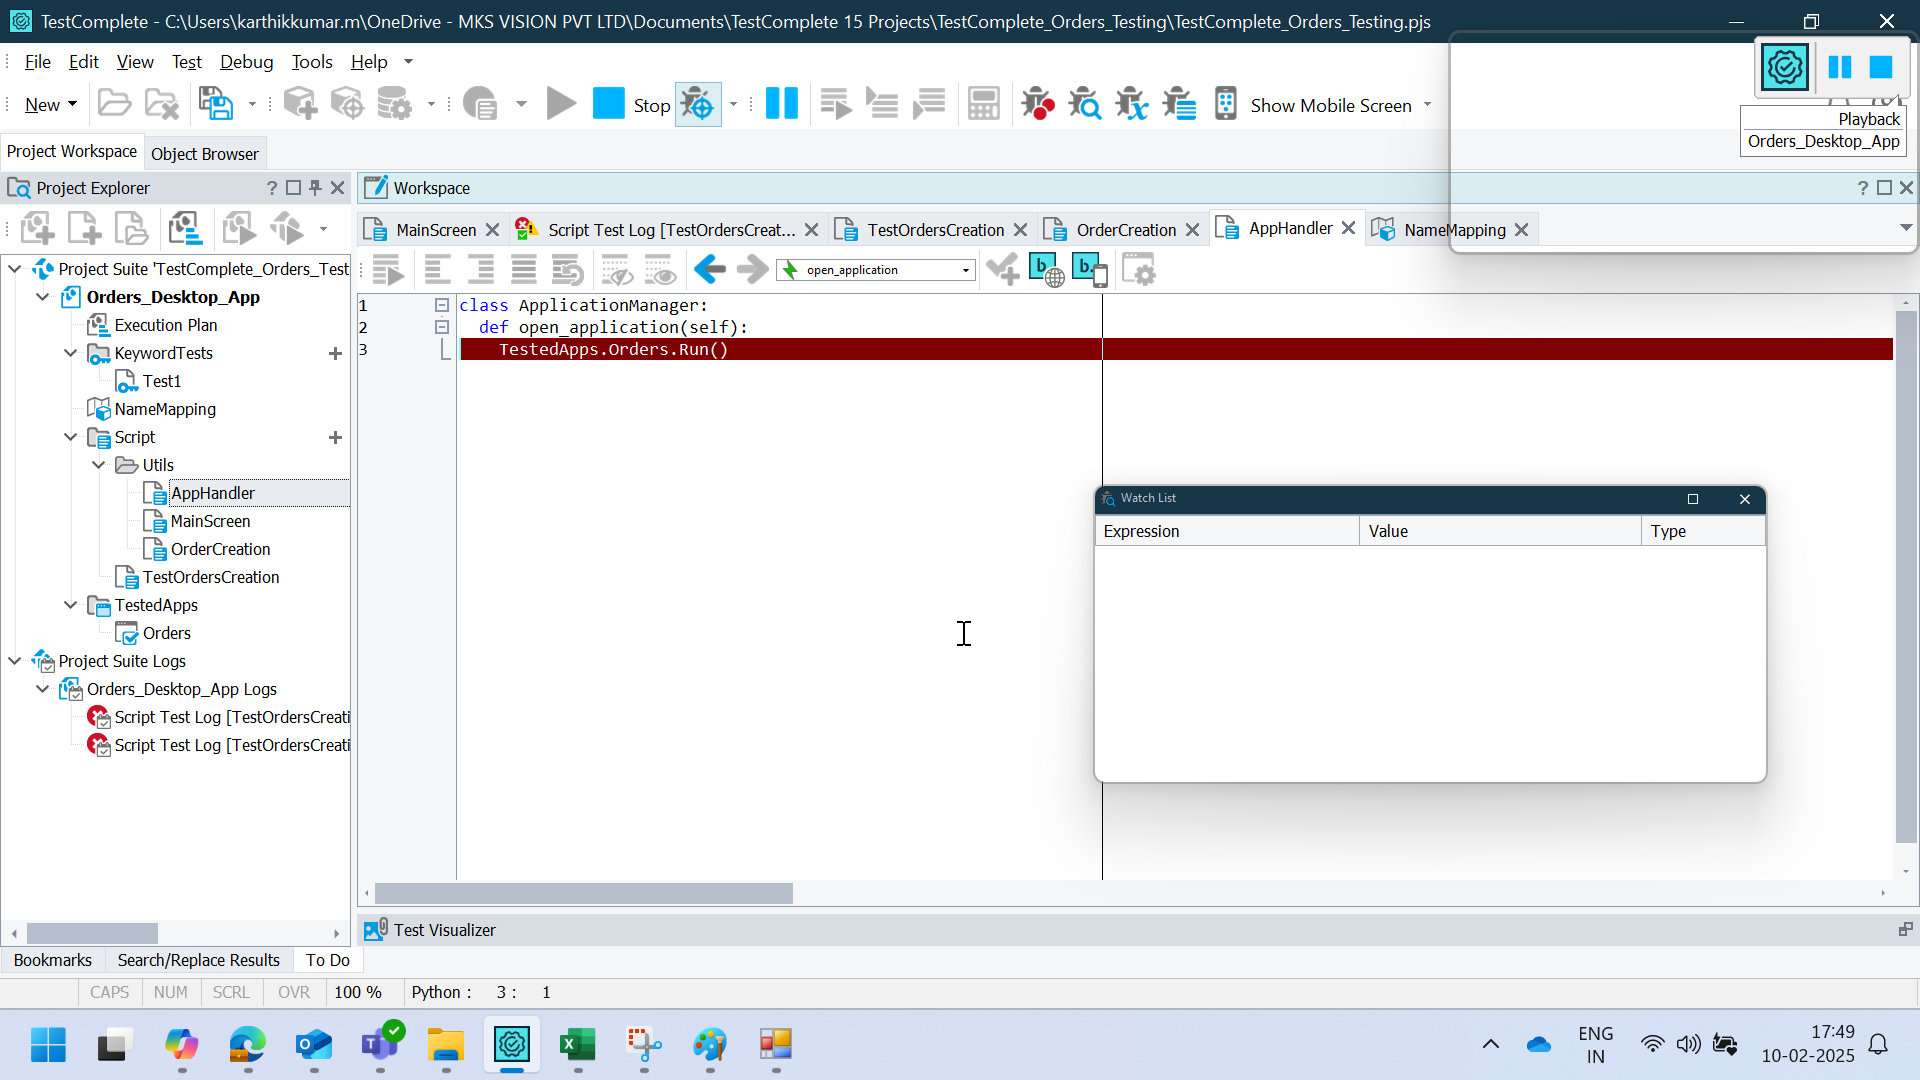 TestComplete - C:\Users\karthikkumar.m\OneDrive - MKS VISION PVT LTD\Documents\TestComplete 15 Projects\TestComplete_Orders_Testing\TestComplete_Orders_Testing.pjs
File Edit View Test Debug Tools Help
New Stop Show Mobile Screen
Playback
Orders_Desktop_App
Project Workspace Object Browser
Project Explorer ?
Workspace ?
MainScreen Script Test Log [TestOrdersCreat... TestOrdersCreation OrderCreation AppHandler NameMapping
open_application
Project Suite 'TestComplete_Orders_Test
Orders_Desktop_App
Execution Plan
KeywordTests
Test1
NameMapping
Script
Utils
AppHandler
MainScreen
OrderCreation
TestOrdersCreation
TestedApps
Orders
Project Suite Logs
Orders_Desktop_App Logs
Script Test Log [TestOrdersCreati
Script Test Log [TestOrdersCreati
1 class ApplicationManager:
2 def open_application(self):
3 TestedApps.Orders.Run()
Watch List
Expression Value Type
Test Visualizer
Bookmarks Search/Replace Results To Do
CAPS NUM SCRL OVR 100 % Python : 3 : 1
ENG
IN
17:49
10-02-2025